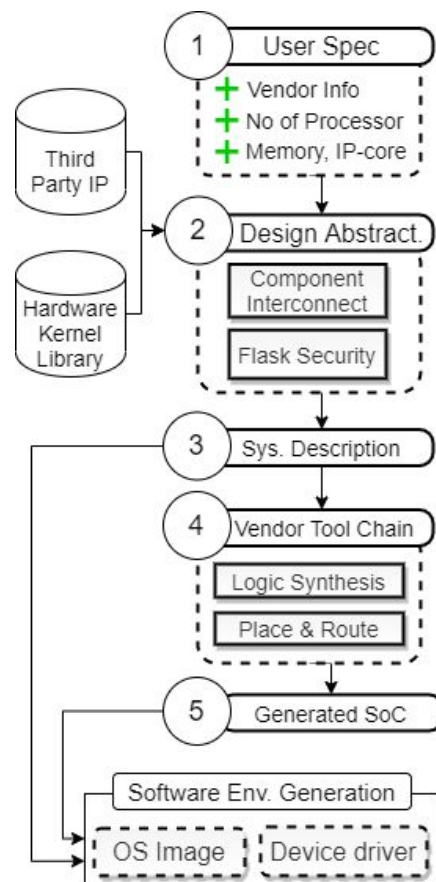 1
User Spec
+ Vendor Info
+ No of Processor
+ Memory, IP-core
Third
Party IP
Hardware
Kernel
Library
2
Design Abstract.
Component
Interconnect
Flask Security
3
Sys. Description
4
Vendor Tool Chain
Logic Synthesis
Place & Route
5
Generated SoC
Software Env. Generation
OS Image
Device driver